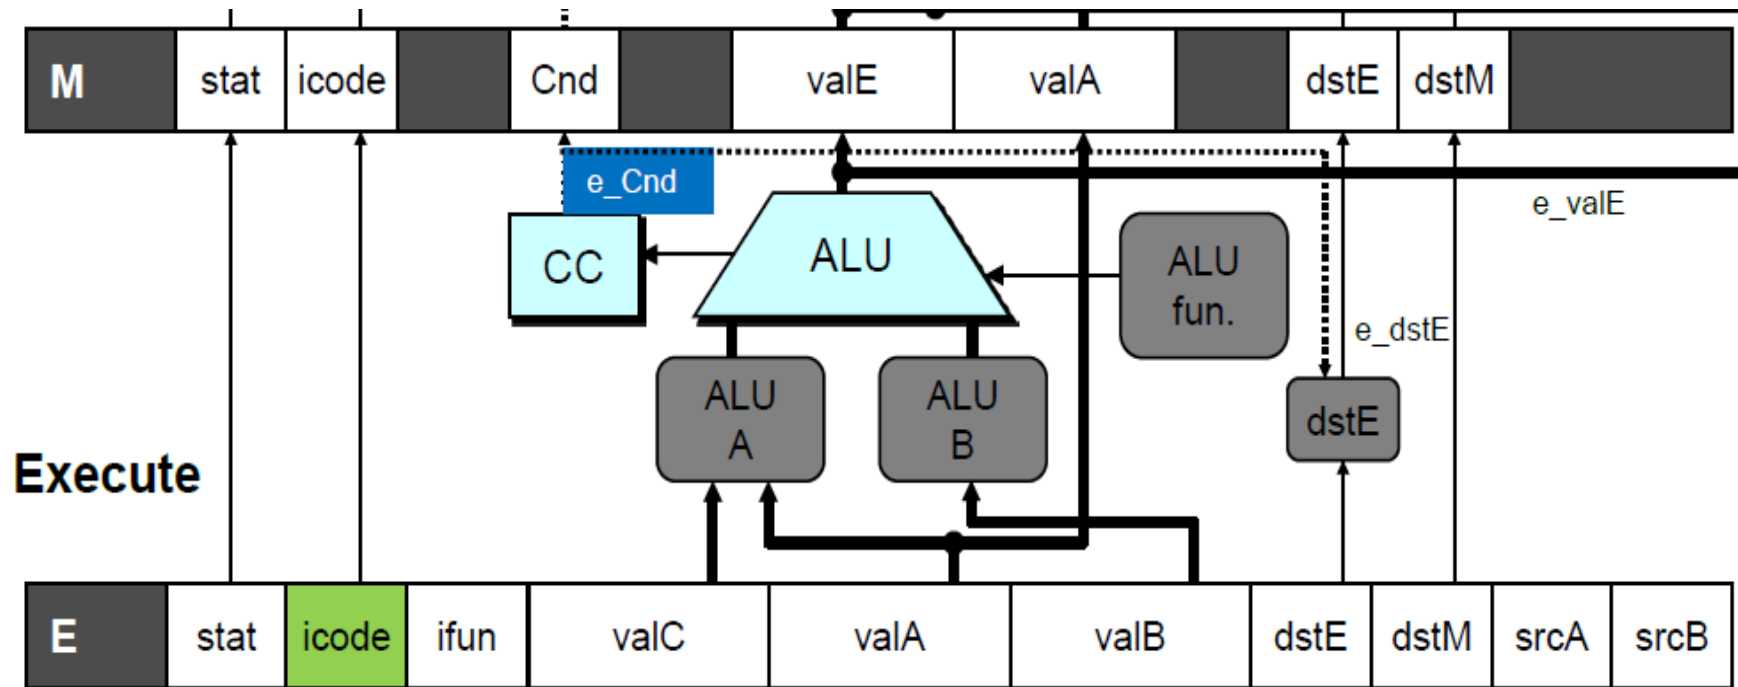 M stat icode Cnd valE valA dstE dstM
e_Cnd
e_valE
CC
ALU
ALU
fun.
e_dstE
ALU
A
ALU
B
dstE
Execute
E stat icode ifun valC valA valB dstE dstM srcA srcB